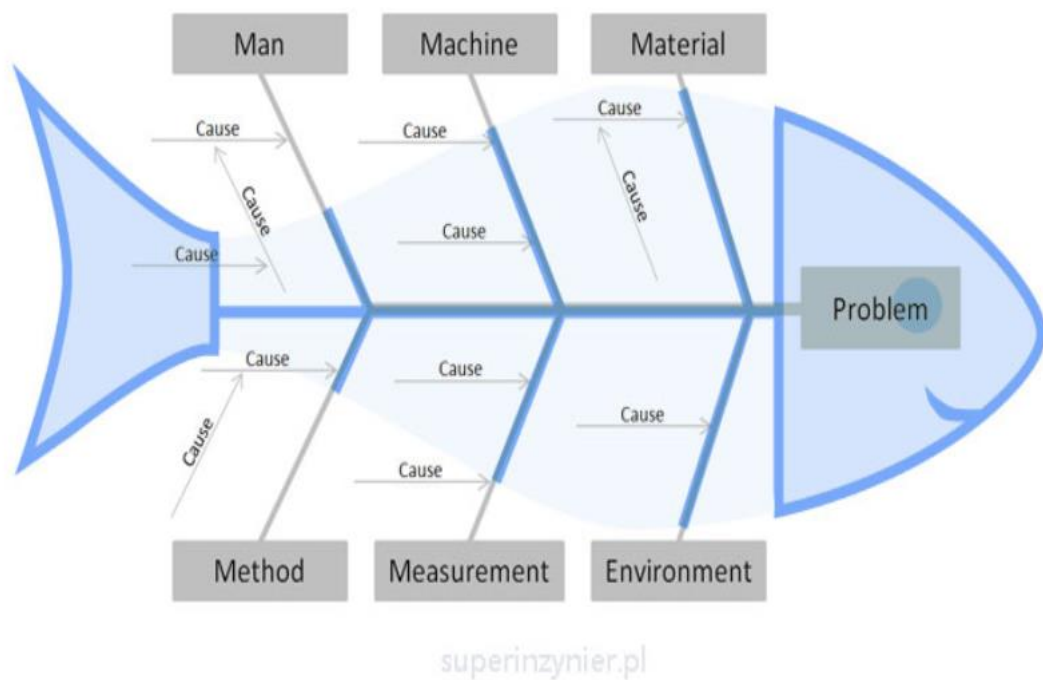 Man
Machine
Material
Cause
Cause
Cause
Cause
Cause
Cause
Cause
Problem
Cause
Cause
Cause
Cause
Cause
Cause
Method
Measurement
Environment
superinzynier.pl